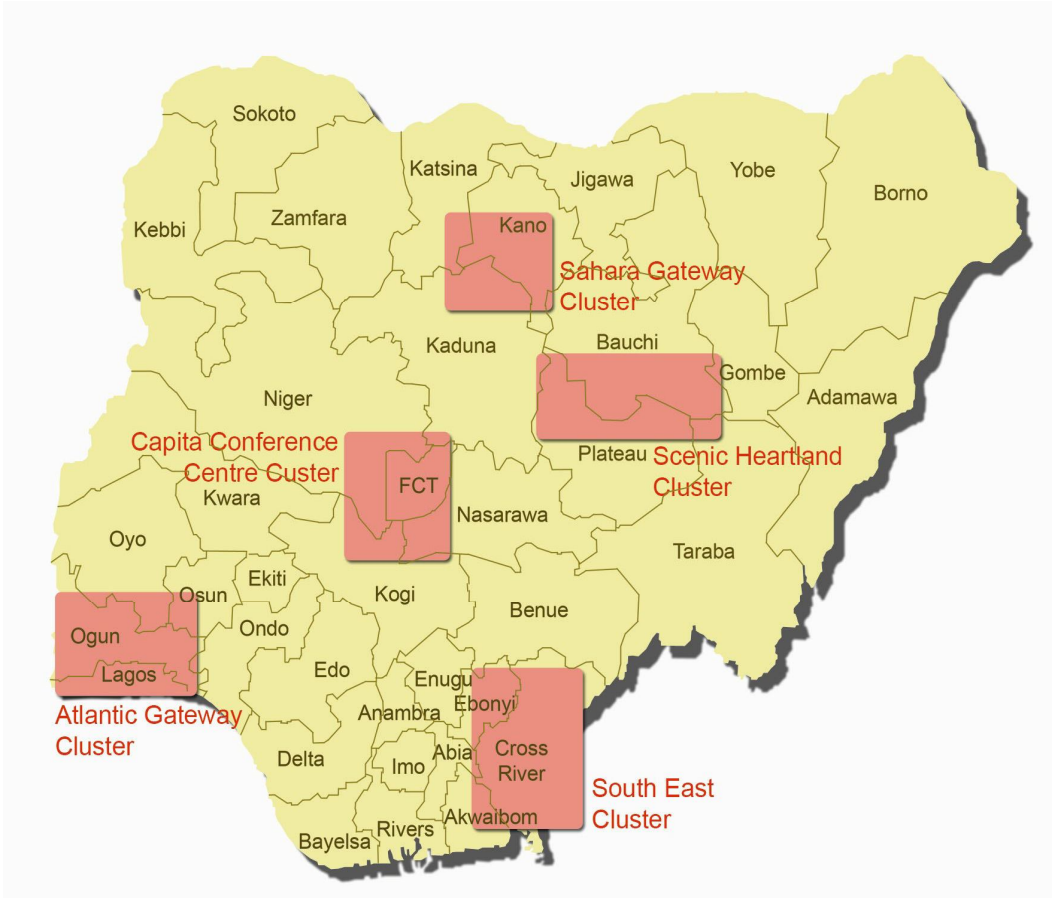 Sokoto
Katsina
Jigawa
Yobe
Borno
Kebbi
Zamfara
Kano
Sahara Gateway
Cluster
Kaduna
Bauchi
Gombe
Adamawa
Niger
Capita Conference
Centre Custer
FCT
Plateau
Scenic Heartland
Cluster
Kwara
Nasarawa
Oyo
Taraba
Ekiti
Osun
Kogi
Benue
Ogun
Ondo
Lagos
Edo
Enugu
Ebonyi
Anambra
Atlantic Gateway
Cluster
Delta
Imo
Abia
Cross
River
South East
Cluster
Akwaibom
Rivers
Bayelsa